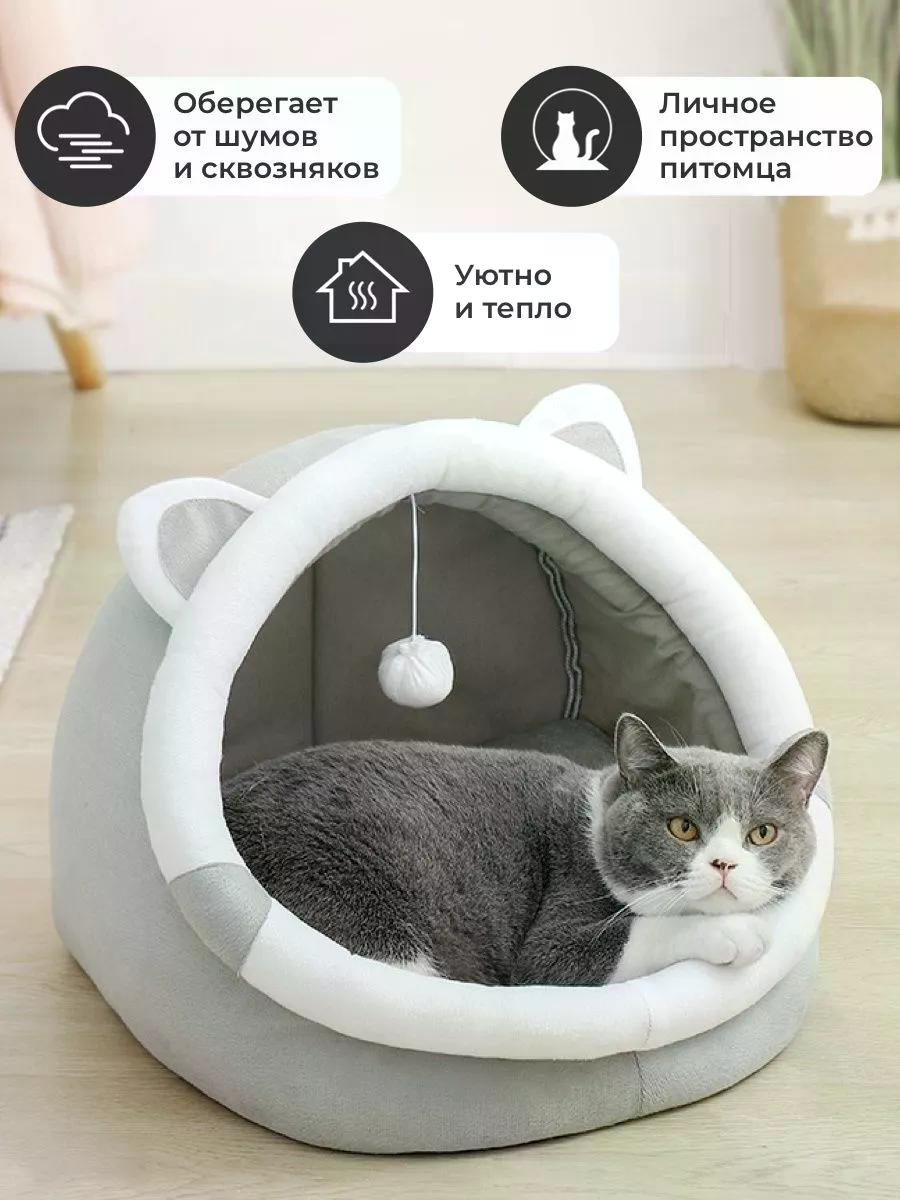 Оберегает
от шумов
и сквозняков
Личное
пространство
питомца
Уютно
и тепло